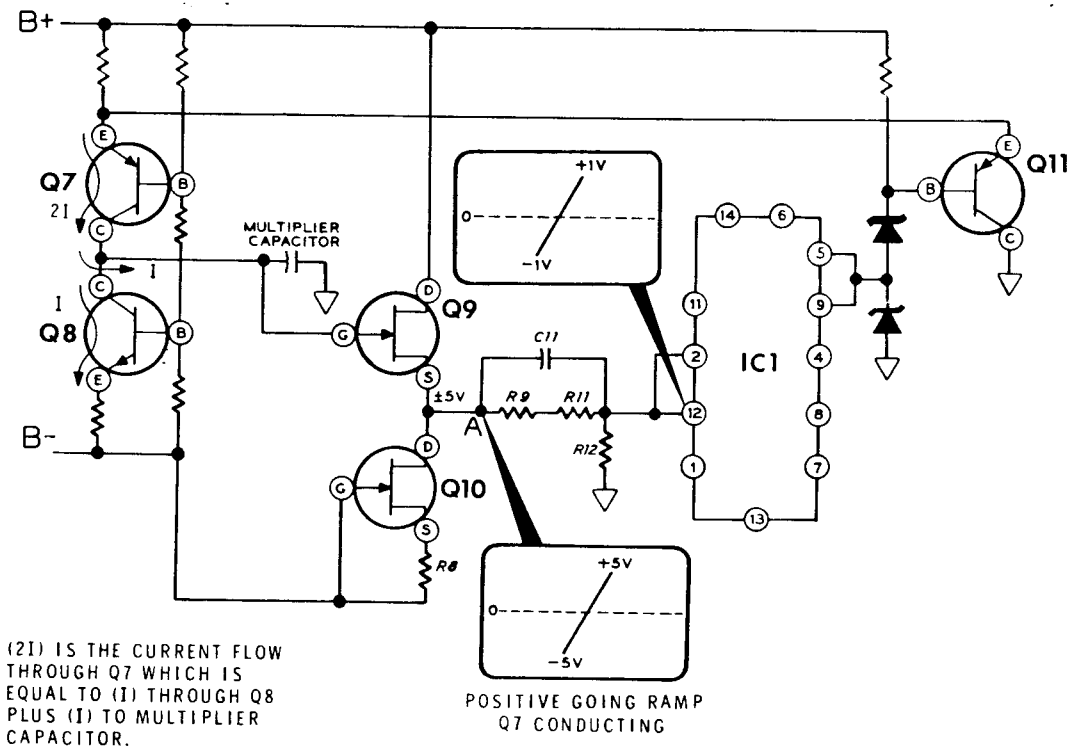 B+
E
Q7
B
2I
C
MULTIPLIER
CAPACITOR
I
C
I
Q8
B
E
B-
D
Q9
G
S
±5V
A
D
Q10
G
S
R8
+1V
0
-1V
C11
R9
R11
R12
14
6
5
11
9
2
IC1
4
12
8
1
7
13
E
Q11
B
C
+5V
0
-5V
(2I) IS THE CURRENT FLOW
THROUGH Q7 WHICH IS
EQUAL TO (I) THROUGH Q8
PLUS (I) TO MULTIPLIER
CAPACITOR.
POSITIVE GOING RAMP
Q7 CONDUCTING